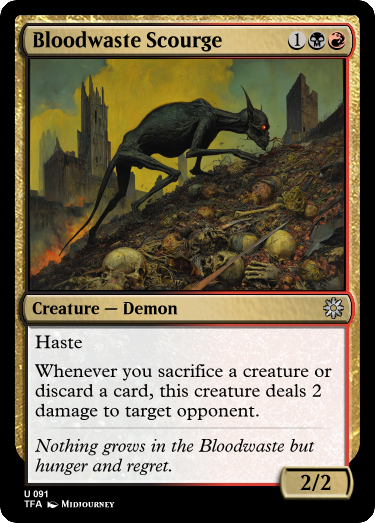 Bloodwaste Scourge 1
Creature — Demon
Haste
Whenever you sacrifice a creature or
discard a card, this creature deals 2
damage to target opponent.
Nothing grows in the Bloodwaste but
hunger and regret.
2/2
U 091
TFA Midjourney